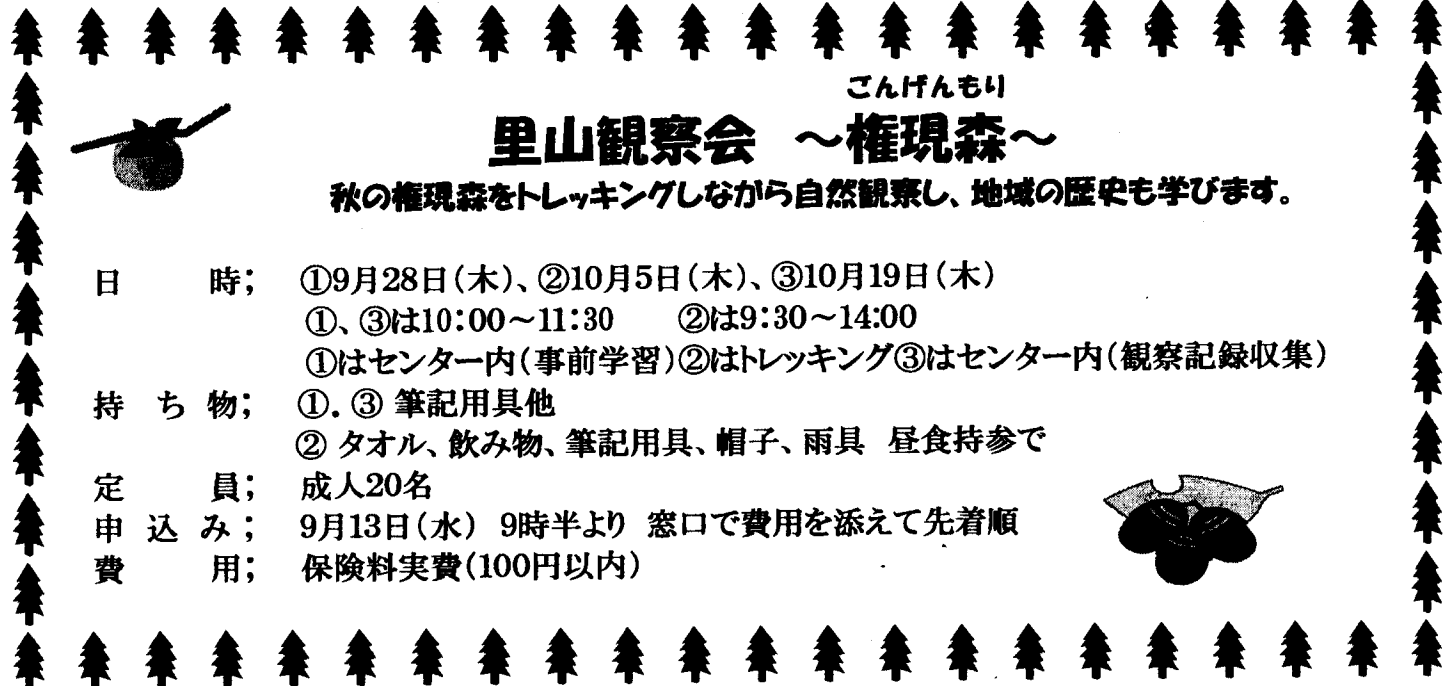 ごんげんもり
里山観察会 ～権現森～
秋の権現森をトレッキングしながら自然観察し、地域の歴史も学びます。
日時； ①9月28日(木)、②10月5日(木)、③10月19日(木)
①、③は10:00～11:30 ②は9:30～14:00
①はセンター内(事前学習)②はトレッキング③はセンター内(観察記録収集)
持ち物； ①．③ 筆記用具他
② タオル、飲み物、筆記用具、帽子、雨具 昼食持参で
定員； 成人20名
申込み； 9月13日(水) 9時半より 窓口で費用を添えて先着順
費用； 保険料実費(100円以内)